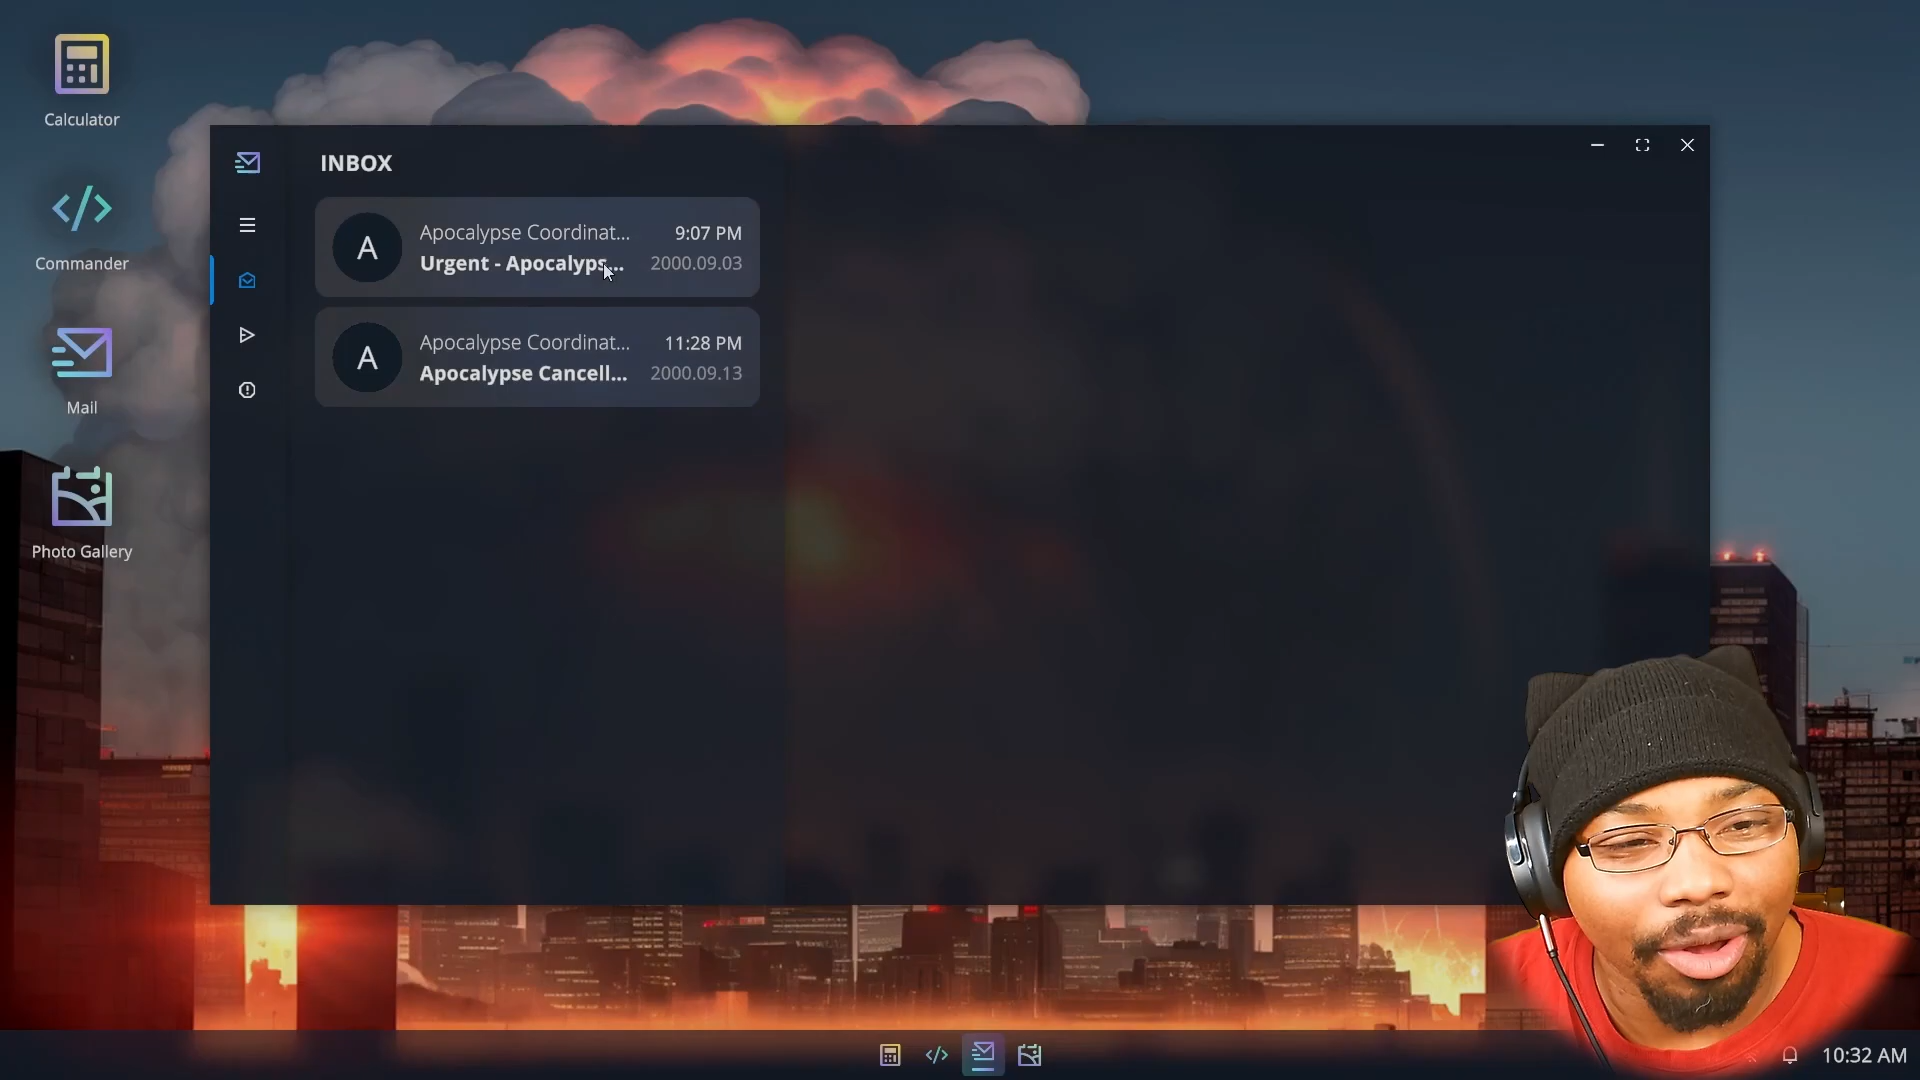 Calculator
Commander
Mail
Photo Gallery
INBOX
A
Apocalypse Coordinat... 9:07 PM
Urgent - Apocalyps... 2000.09.03
A
Apocalypse Coordinat... 11:28 PM
Apocalypse Cancell... 2000.09.13
10:32 AM